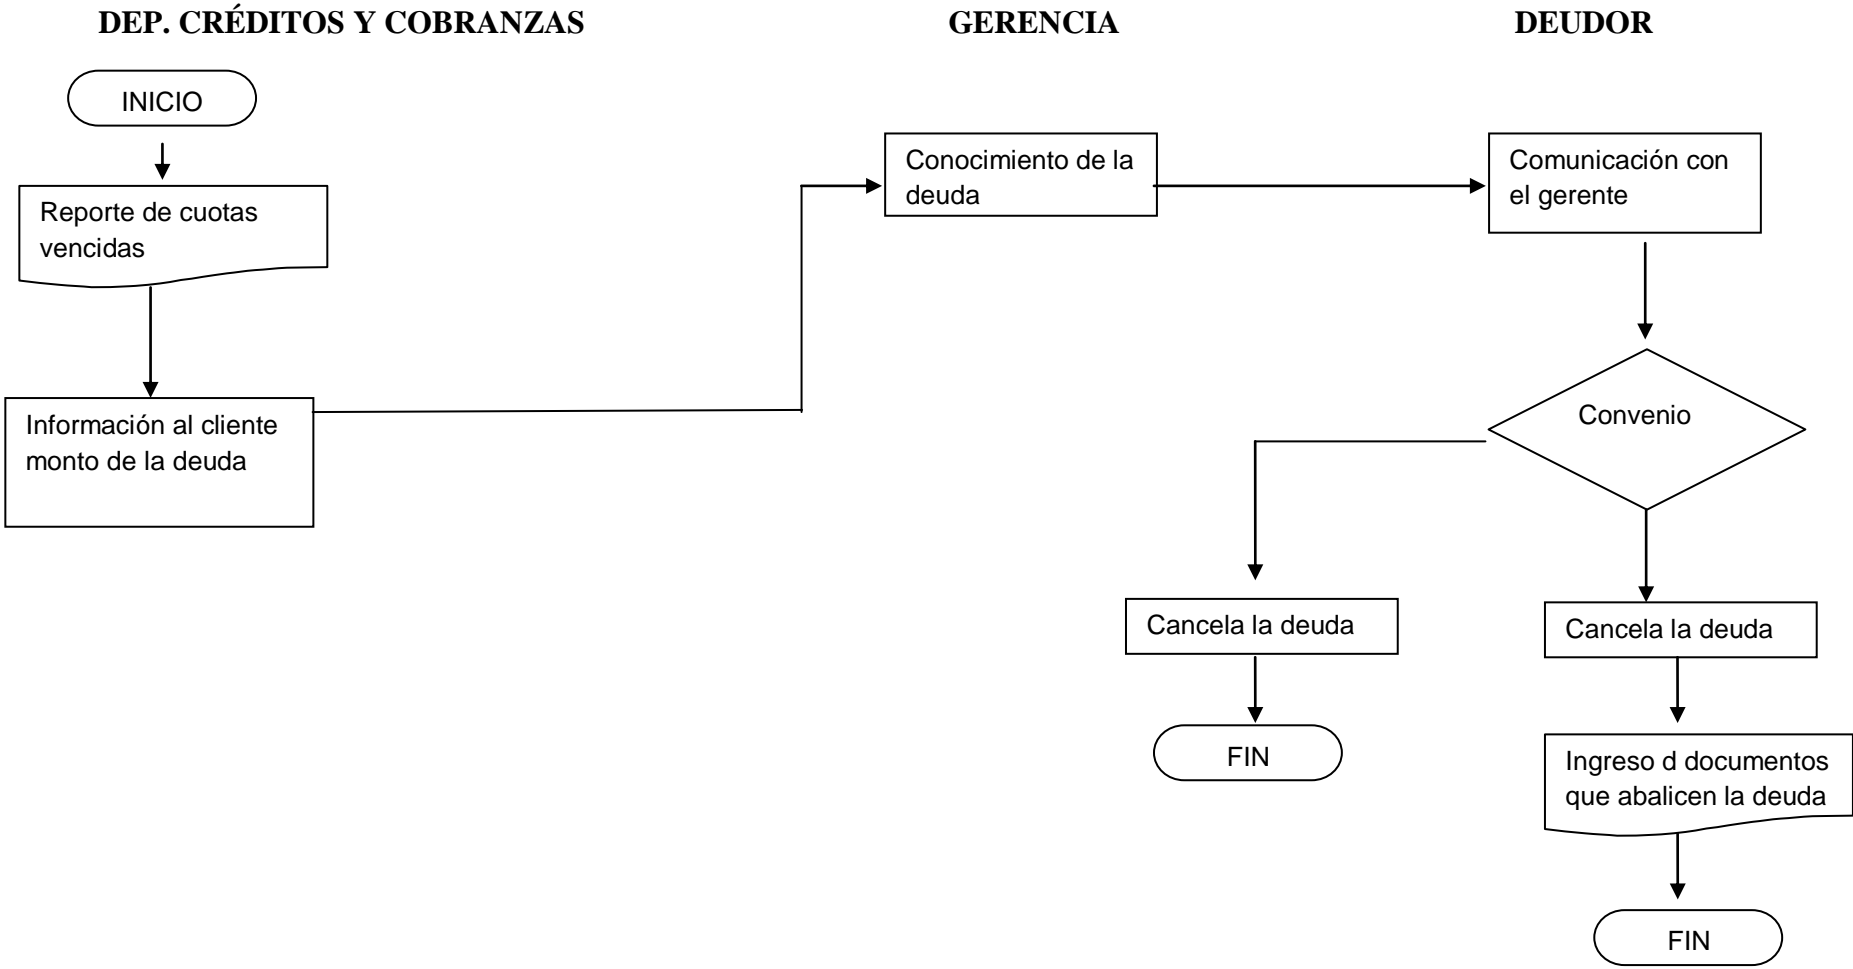 DEP. CRÉDITOS Y COBRANZAS
GERENCIA
DEUDOR
INICIO
Reporte de cuotas
vencidas
Información al cliente
monto de la deuda
Conocimiento de la
deuda
Comunicación con
el gerente
Convenio
Cancela la deuda
FIN
Cancela la deuda
Ingreso d documentos
que abalicen la deuda
FIN